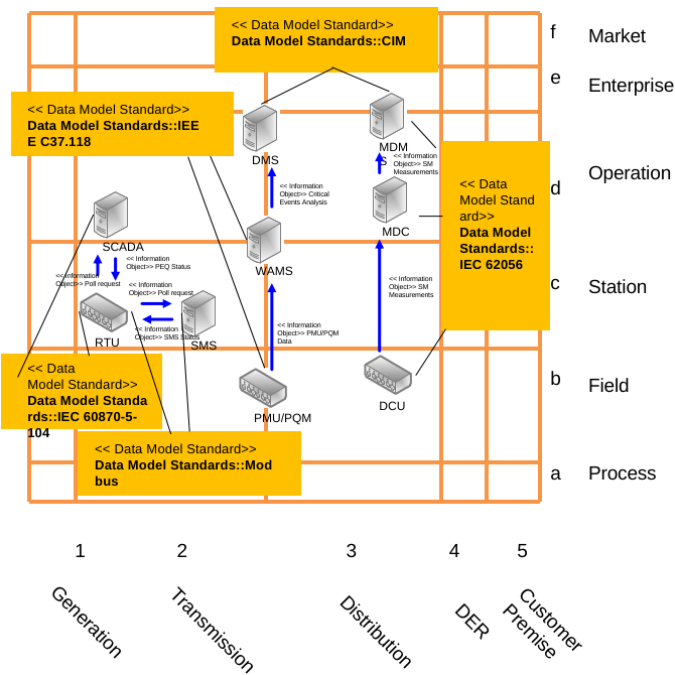 << Data Model Standard>>
Data Model Standards::CIM
f
Market
e
Enterprise
<< Data Model Standard>>
Data Model Standards::IEE
E C37.118
DMS
MDM
S
<< Information
Object>> SM
Measurements
Operation
d
<< Data
Model Stand
ard>>
Data Model
Standards::
IEC 62056
<< Information
Object>> Critical
Events Analysis
MDC
SCADA
WAMS
<< Information
Object>> PEQ Status
<< Information
Object>> Poll request
<< Information
Object>> Poll request
<< Information
Object>> SM
Measurements
c
Station
<< Information
Object>> SMS Status
RTU
SMS
<< Information
Object>> PMU/PQM
Data
<< Data
Model Standard>>
Data Model Standa
rds::IEC 60870-5-
104
b
Field
PMU/PQM
DCU
<< Data Model Standard>>
Data Model Standards::Mod
bus
a
Process
1
2
3
4
5
Generation
Transmission
Distribution
DER
Customer
Premise